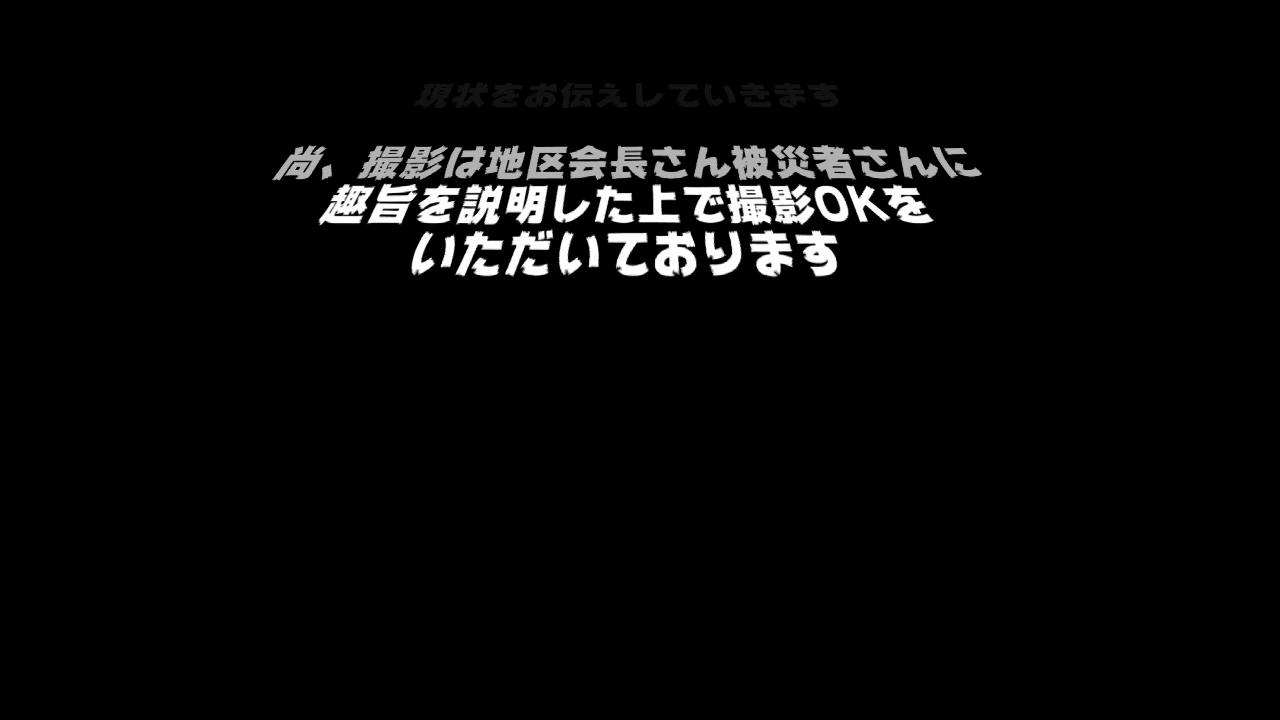 現状をお伝えしていきます
尚、撮影は地区会長さん被災者さんに
趣旨を説明した上で撮影OKを
いただいております